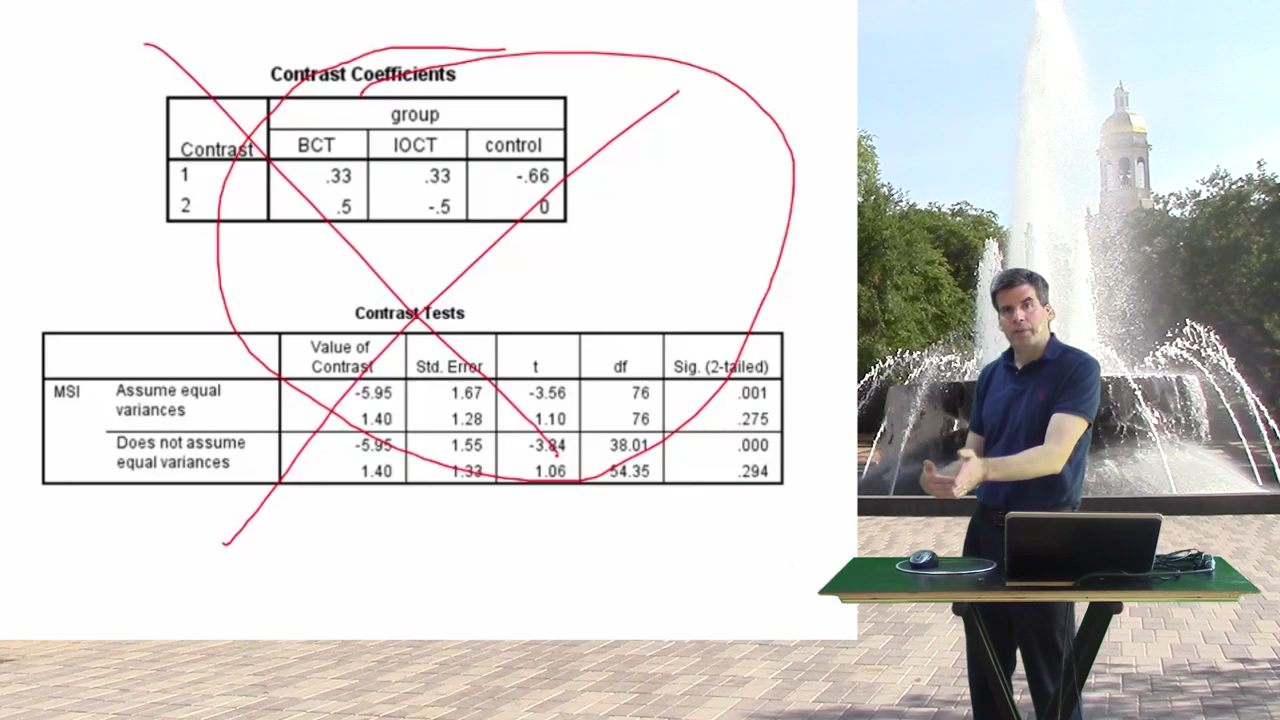 Contrast Coefficients
group
Contrast BCT IOCT control
1 .33 .33 -.66
2 .5 -.5 0
Contrast Tests
Value of Contrast Std. Error t df Sig. (2-tailed)
MSI Assume equal variances -5.95 1.67 -3.56 76 .001
1.40 1.28 1.10 76 .275
Does not assume equal variances -5.95 1.55 -3.84 38.01 .000
1.40 1.33 1.06 54.35 .294